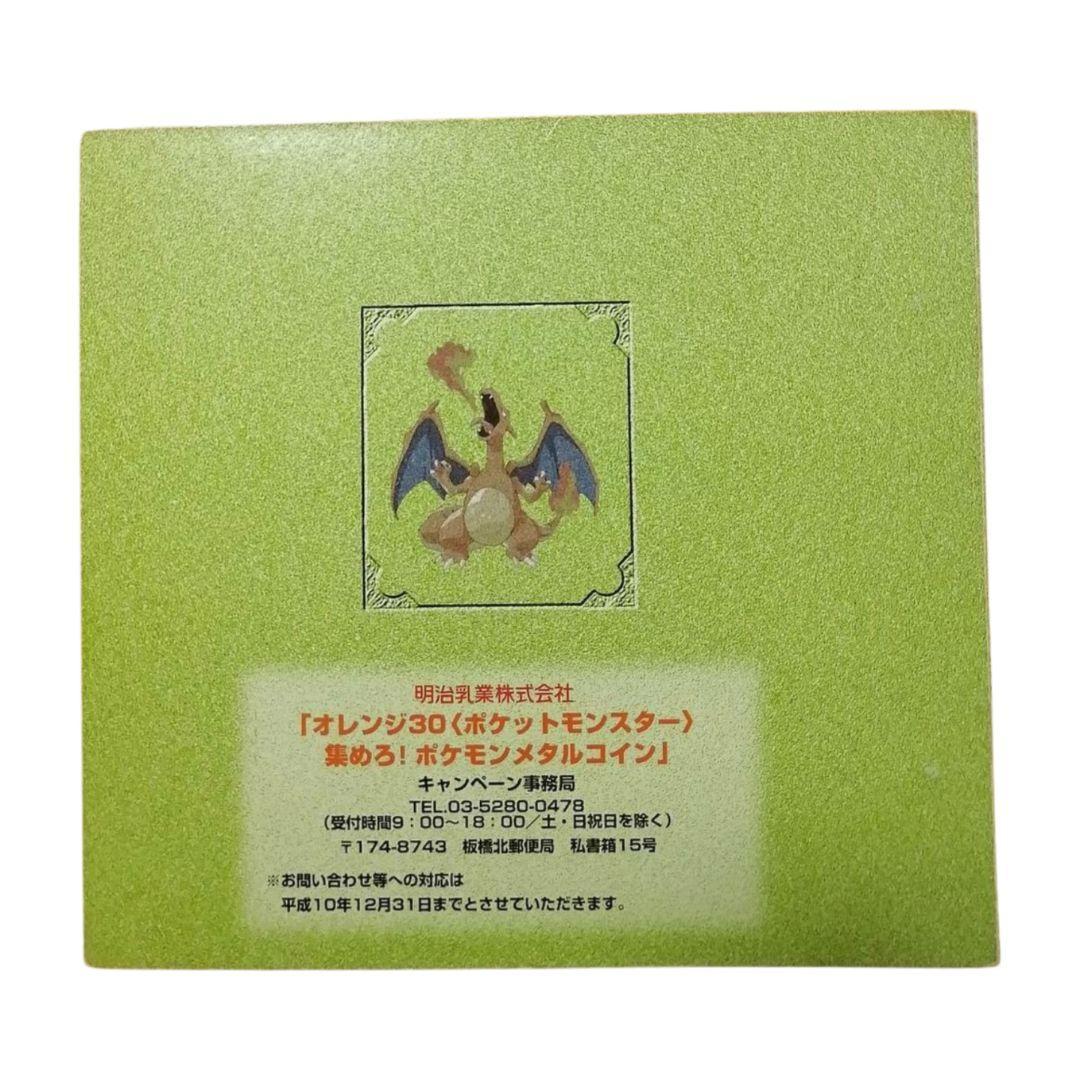 明治乳業株式会社
「オレンジ30〈ポケットモンスター〉
集めろ！ポケモンメタルコイン」
キャンペーン事務局
TEL.03-5280-0478
（受付時間9：00〜18：00／土・日祝日を除く）
〒174-8743　板橋北郵便局　私書箱15号
※お問い合わせ等への対応は
平成10年12月31日までとさせていただきます。